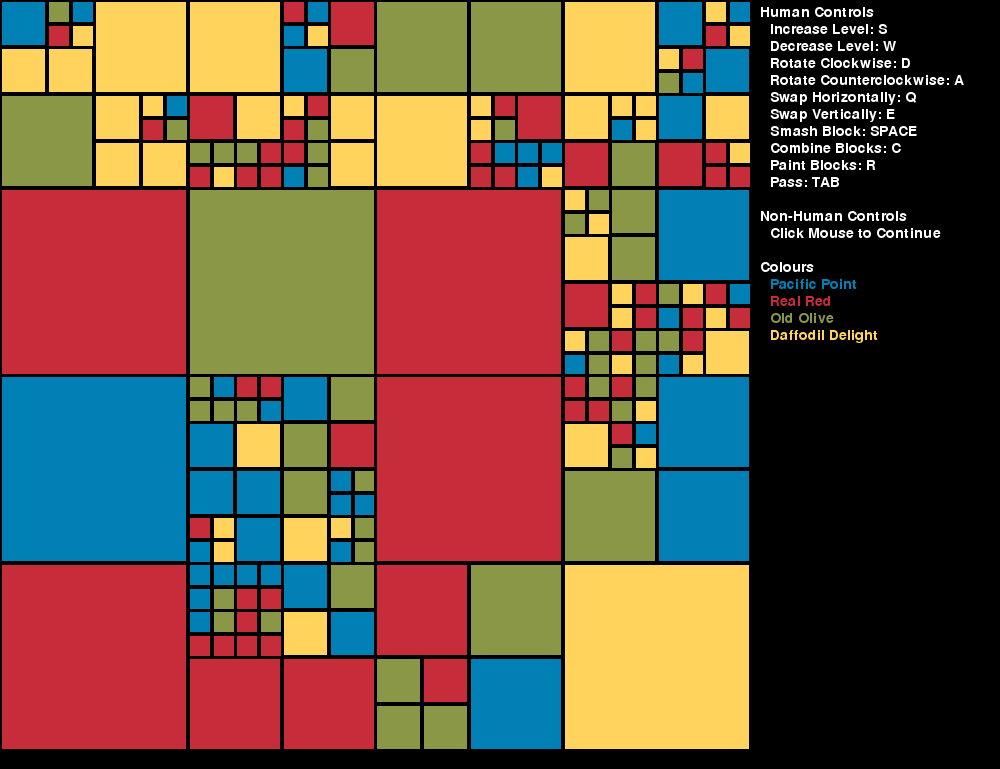 Human Controls
Increase Level: S
Decrease Level: W
Rotate Clockwise: D
Rotate Counterclockwise: A
Swap Horizontally: Q
Swap Vertically: E
Smash Block: SPACE
Combine Blocks: C
Paint Blocks: R
Pass: TAB
Non-Human Controls
Click Mouse to Continue
Colours
Pacific Point
Real Red
Old Olive
Daffodil Delight